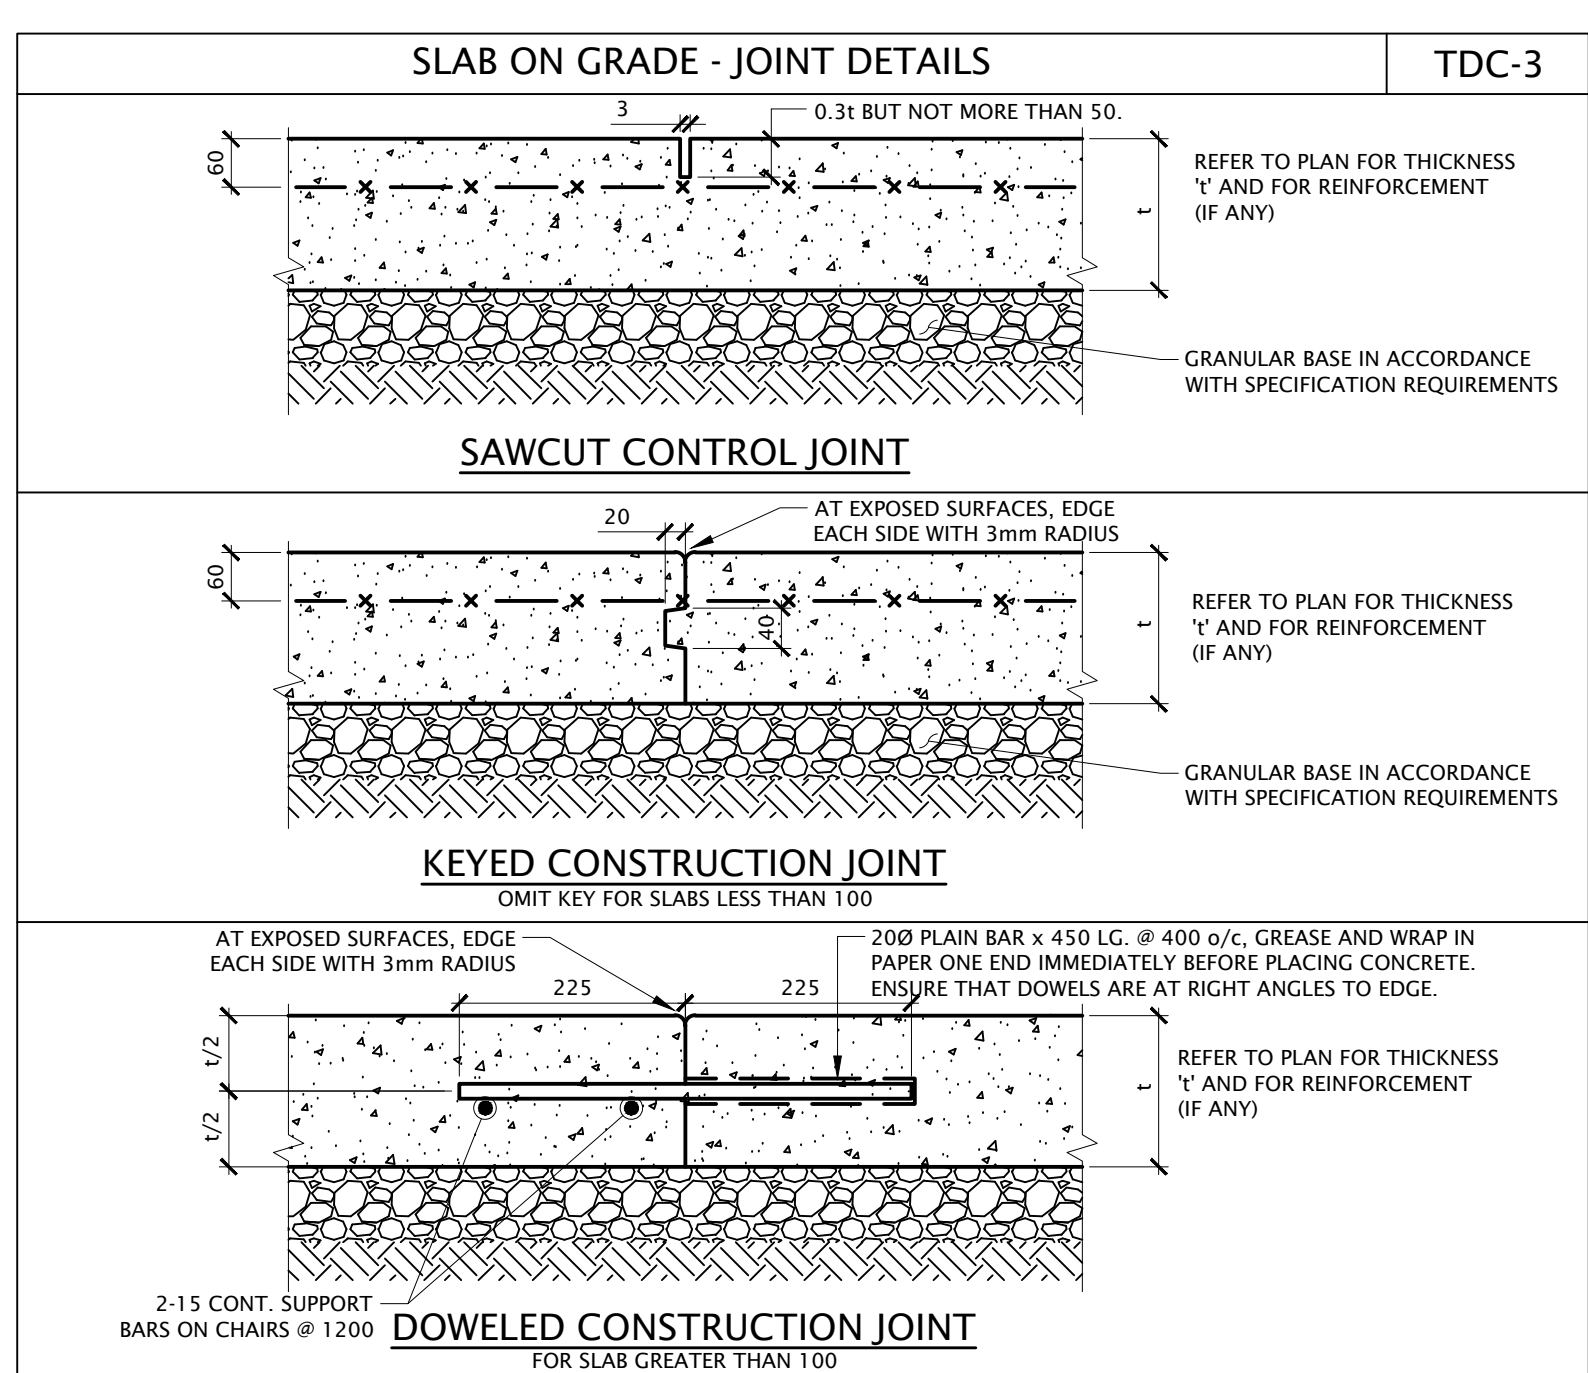 SLAB ON GRADE - JOINT DETAILS
TDC-3
3
0.3t BUT NOT MORE THAN 50.
60
t
REFER TO PLAN FOR THICKNESS
't' AND FOR REINFORCEMENT
(IF ANY)
GRANULAR BASE IN ACCORDANCE
WITH SPECIFICATION REQUIREMENTS
SAWCUT CONTROL JOINT
20
AT EXPOSED SURFACES, EDGE
EACH SIDE WITH 3mm RADIUS
60
40
t
REFER TO PLAN FOR THICKNESS
't' AND FOR REINFORCEMENT
(IF ANY)
GRANULAR BASE IN ACCORDANCE
WITH SPECIFICATION REQUIREMENTS
KEYED CONSTRUCTION JOINT
OMIT KEY FOR SLABS LESS THAN 100
AT EXPOSED SURFACES, EDGE
EACH SIDE WITH 3mm RADIUS
20Ø PLAIN BAR x 450 LG. @ 400 o/c, GREASE AND WRAP IN
PAPER ONE END IMMEDIATELY BEFORE PLACING CONCRETE.
ENSURE THAT DOWELS ARE AT RIGHT ANGLES TO EDGE.
225
225
t/2
t/2
t
REFER TO PLAN FOR THICKNESS
't' AND FOR REINFORCEMENT
(IF ANY)
2-15 CONT. SUPPORT
BARS ON CHAIRS @ 1200
DOWELED CONSTRUCTION JOINT
FOR SLAB GREATER THAN 100